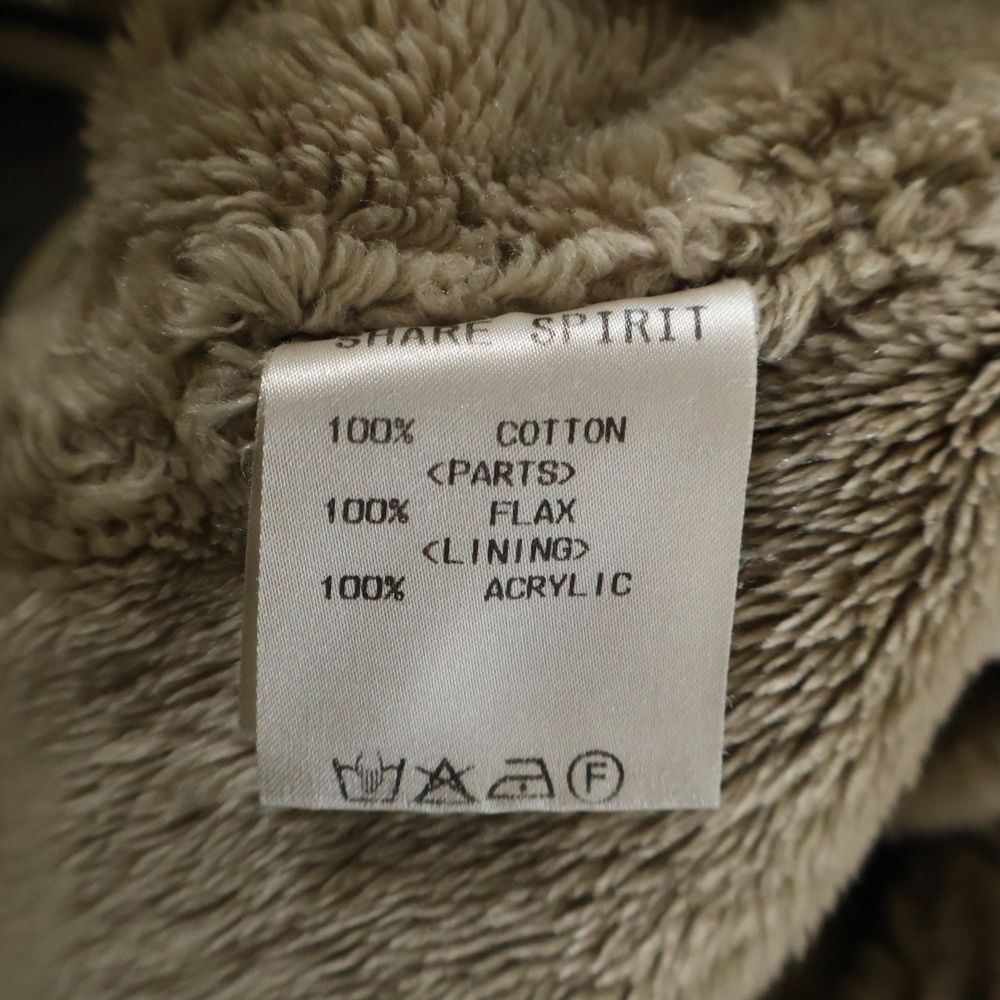 SHARE SPIRIT
100% COTTON
<PARTS>
100% FLAX
<LINING>
100% ACRYLIC
F